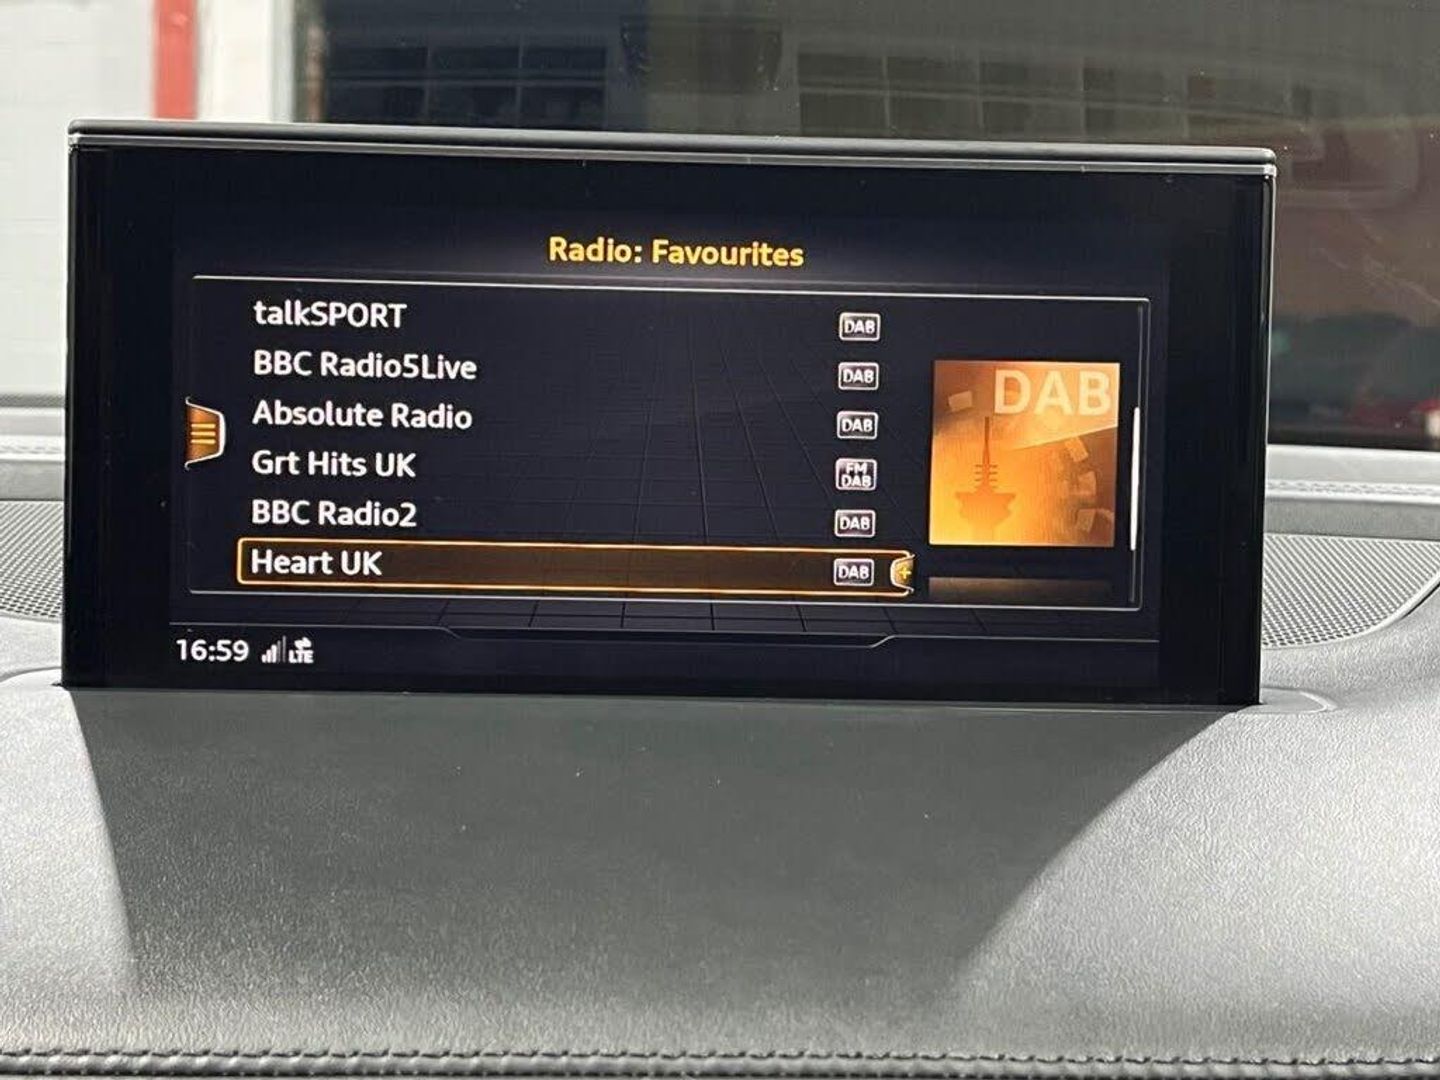 Radio: Favourites
talkSPORT DAB
BBC Radio5Live DAB
Absolute Radio DAB
Grt Hits UK FM DAB
BBC Radio2 DAB
Heart UK DAB +
DAB
16:59 LTE